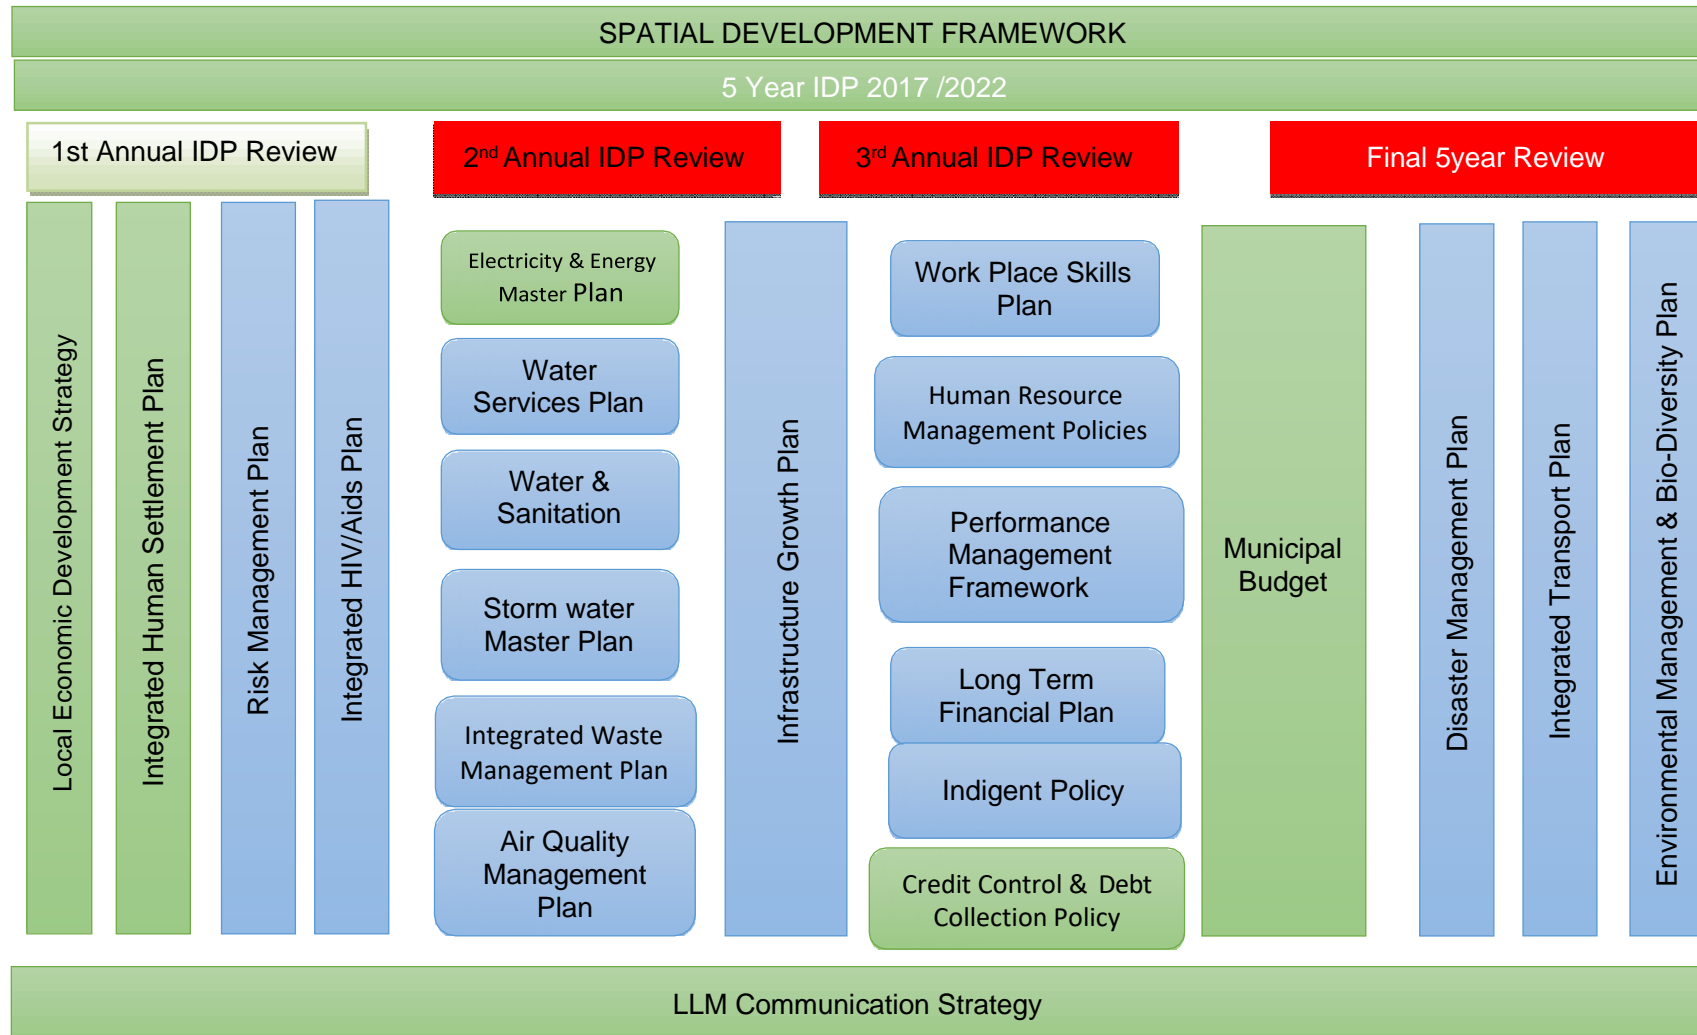 SPATIAL DEVELOPMENT FRAMEWORK
5 Year IDP 2017 /2022
1st Annual IDP Review
2nd Annual IDP Review
3rd Annual IDP Review
Final 5year Review
Local Economic Development Strategy
Integrated Human Settlement Plan
Risk Management Plan
Integrated HIV/Aids Plan
Electricity & Energy
Master Plan
Water
Services Plan
Water &
Sanitation
Storm water
Master Plan
Integrated Waste
Management Plan
Air Quality
Management
Plan
Infrastructure Growth Plan
Work Place Skills
Plan
Human Resource
Management Policies
Performance
Management
Framework
Long Term
Financial Plan
Indigent Policy
Credit Control & Debt
Collection Policy
Municipal
Budget
Disaster Management Plan
Integrated Transport Plan
Environmental Management & Bio-Diversity Plan
LLM Communication Strategy